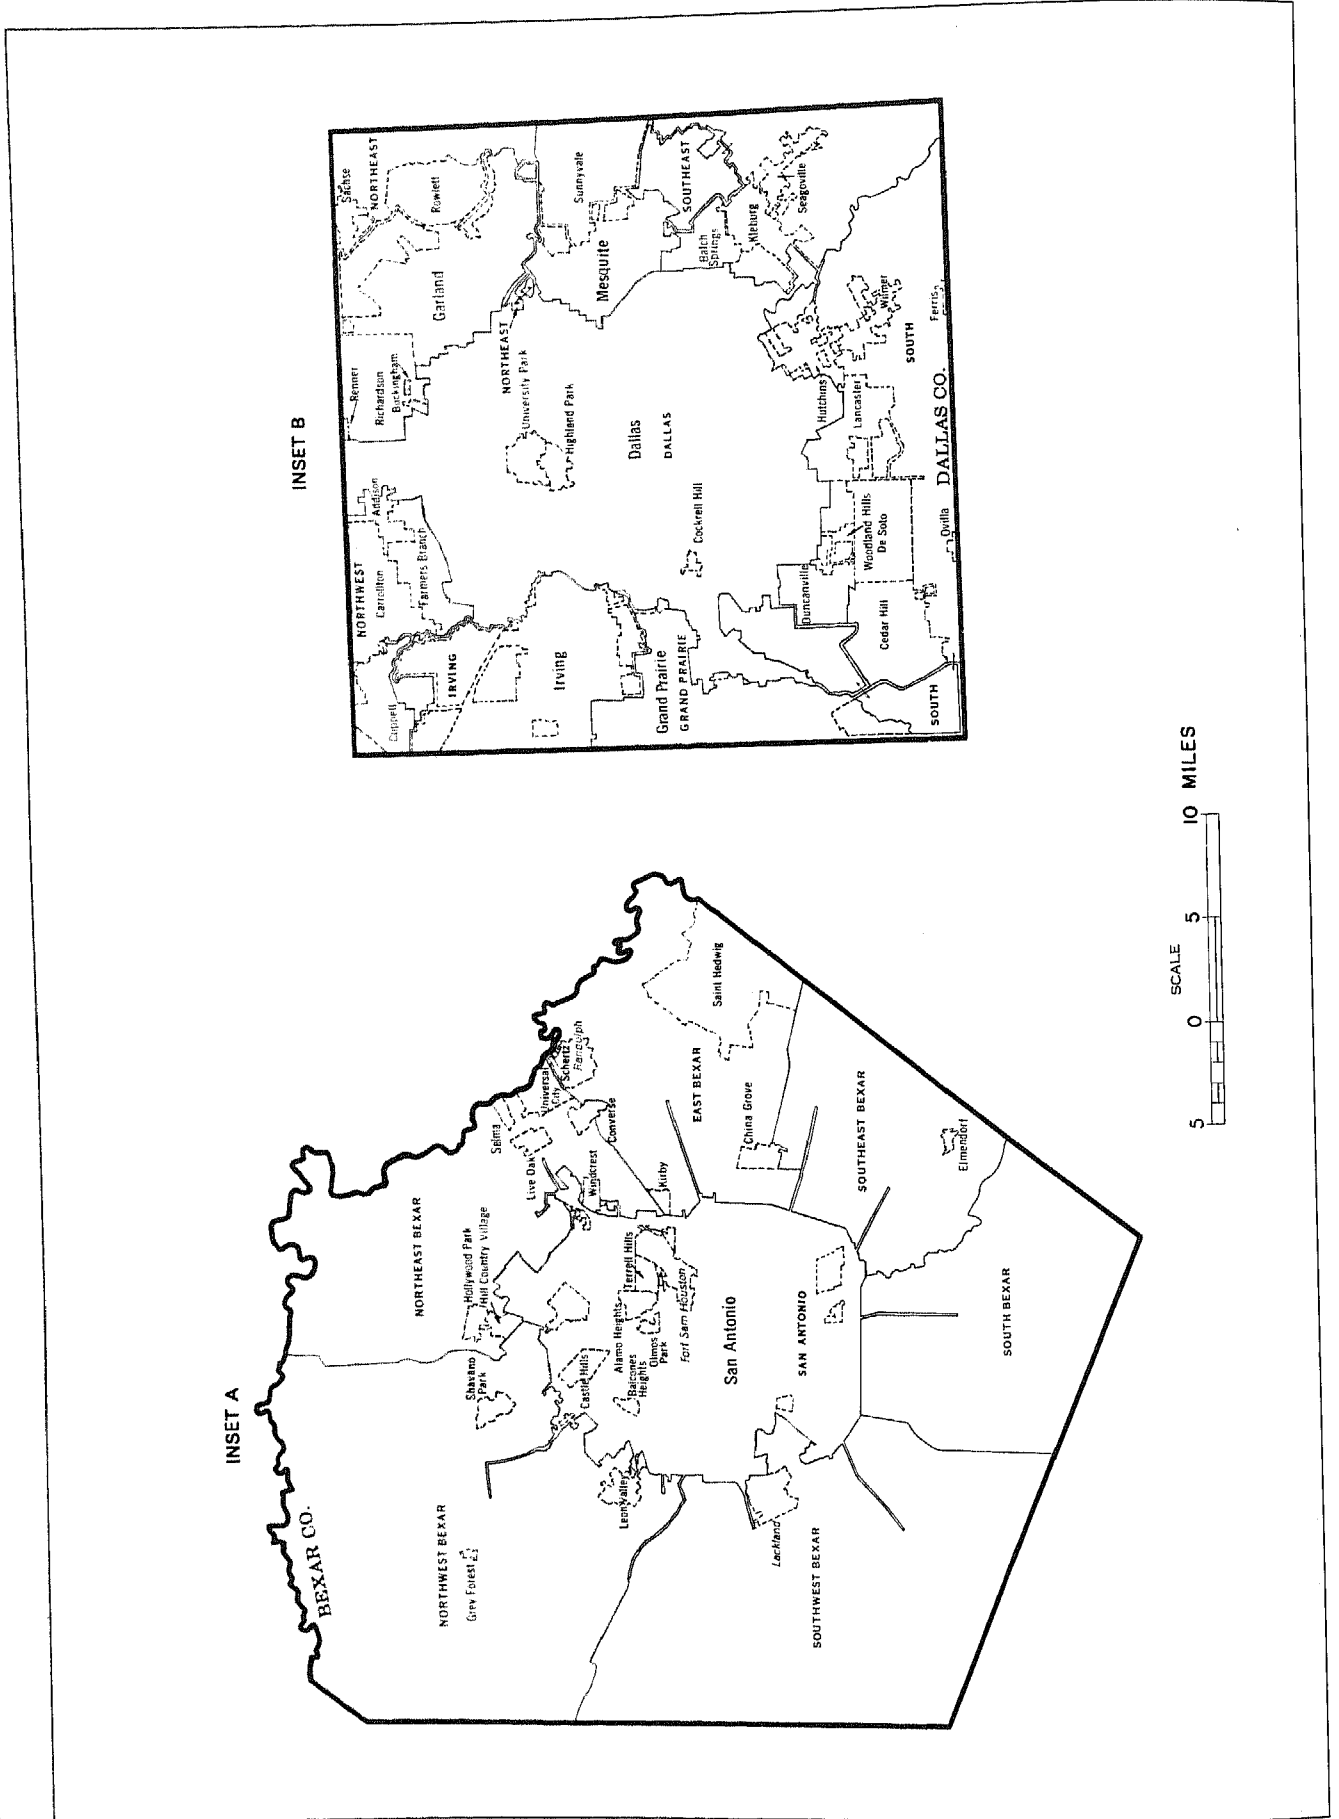 INSET A
BEXAR CO.
NORTHWEST BEXAR
Grey Forest
NORTHEAST BEXAR
Shavano
Park
Hollywood Park
Hill Country Village
Selma
Live Oak
Universal
City
Schertz
Randolph
Converse
Windcrest
Kirby
Castle Hills
Leon Valley
Balcones
Heights
Alamo Heights
Olmos
Park
Terrell Hills
Fort Sam Houston
San Antonio
SAN ANTONIO
EAST BEXAR
Saint Hedwig
China Grove
Lackland
SOUTHWEST BEXAR
SOUTHEAST BEXAR
Elmendorf
SOUTH BEXAR
INSET B
NORTHWEST
Carrollton
Addison
Farmers Branch
Coppell
IRVING
Irving
Renner
Richardson
Buckingham
Sachse
NORTHEAST
Rowlett
Garland
NORTHEAST
University Park
Highland Park
Sunnyvale
Mesquite
Dallas
DALLAS
Grand Prairie
GRAND PRAIRIE
Cockrell Hill
SOUTHEAST
Balch
Springs
Kleburg
Seagoville
Duncanville
Woodland Hills
De Soto
Cedar Hill
Hutchins
Lancaster
Wilmer
SOUTH
Ferris
SOUTH
Ovilla
DALLAS CO.
SCALE
5 0 5 10 MILES